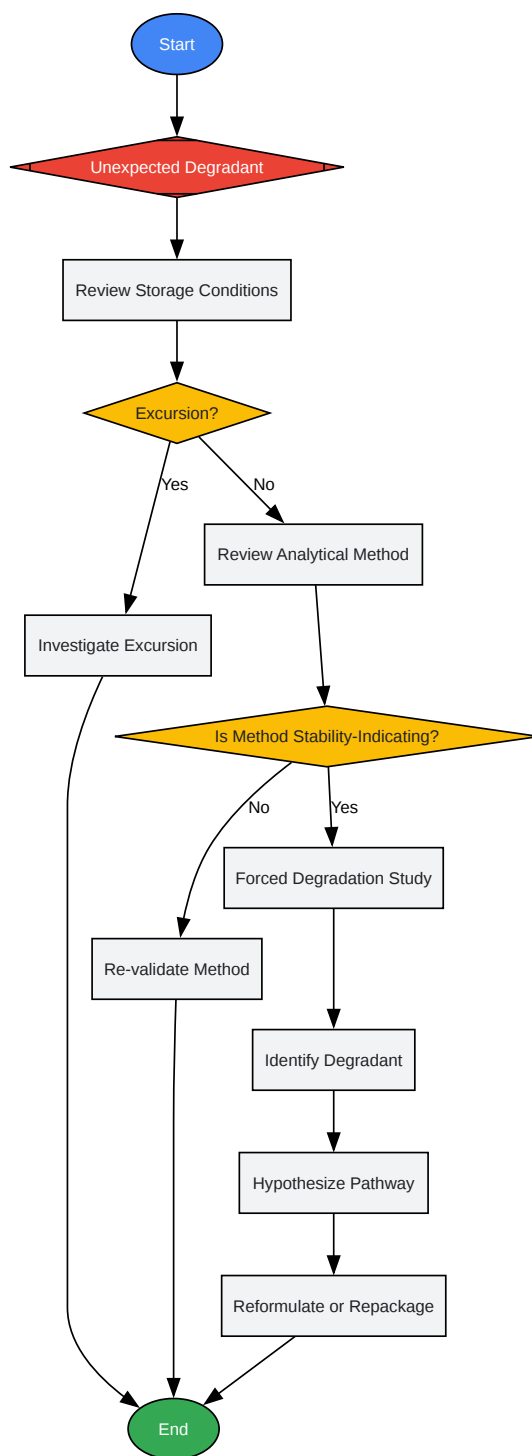 Start
Unexpected Degradant
Review Storage Conditions
Excursion?
Yes
No
Review Analytical Method
Investigate Excursion
Is Method Stability-Indicating?
No
Yes
Forced Degradation Study
Re-validate Method
Identify Degradant
Hypothesize Pathway
Reformulate or Repackage
End